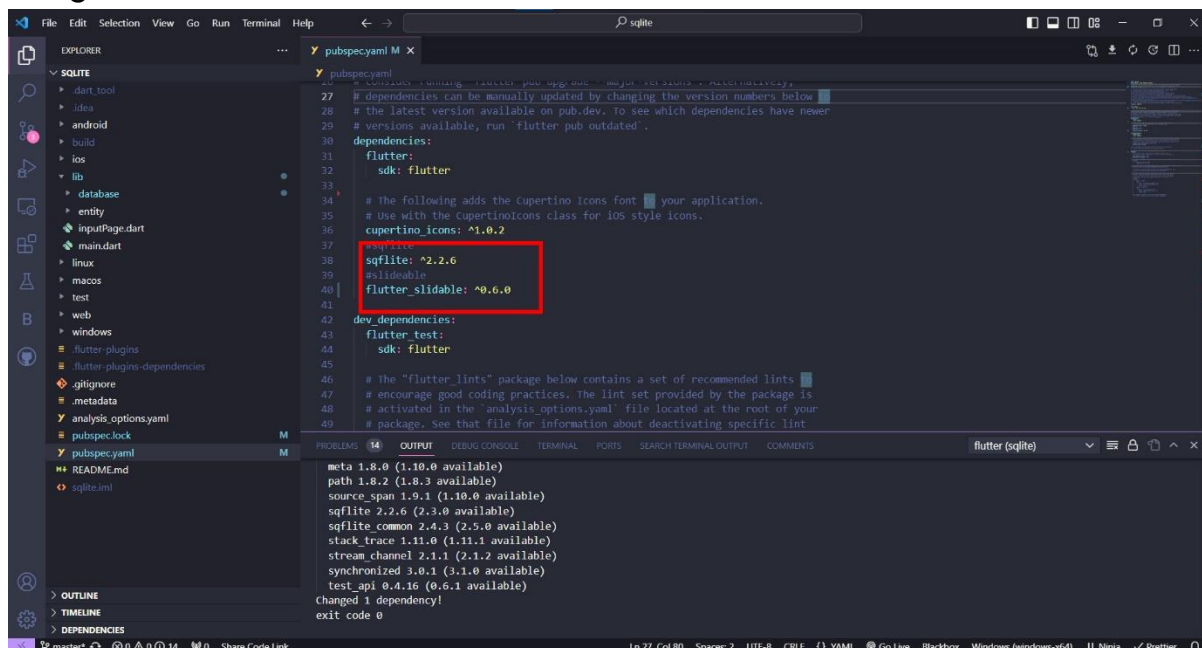 File Edit Selection View Go Run Terminal Help
sqlite
EXPLORER
SQLITE
.dart_tool
.idea
android
build
ios
lib
database
entity
inputPage.dart
main.dart
linux
macos
test
web
windows
.flutter-plugins
.flutter-plugins-dependencies
.gitignore
.metadata
analysis_options.yaml
pubspec.lock M
pubspec.yaml M
README.md
sqlite.iml
OUTLINE
TIMELINE
DEPENDENCIES
pubspec.yaml M
pubspec.yaml
27 # dependencies can be manually updated by changing the version numbers below to
28 # the latest version available on pub.dev. To see which dependencies have newer
29 # versions available, run `flutter pub outdated`.
30 dependencies:
31 flutter:
32 sdk: flutter
33
34 # The following adds the Cupertino Icons font to your application.
35 # Use with the CupertinoIcons class for iOS style icons.
36 cupertino_icons: ^1.0.2
37 #sqflite
38 sqflite: ^2.2.6
39 #slideable
40 flutter_slidable: ^0.6.0
41
42 dev_dependencies:
43 flutter_test:
44 sdk: flutter
45
46 # The "flutter_lints" package below contains a set of recommended lints to
47 # encourage good coding practices. The lint set provided by the package is
48 # activated in the `analysis_options.yaml` file located at the root of your
49 # package. See that file for information about deactivating specific lint
PROBLEMS 14 OUTPUT DEBUG CONSOLE TERMINAL PORTS SEARCH TERMINAL OUTPUT COMMENTS flutter (sqlite)
meta 1.8.0 (1.10.0 available)
path 1.8.2 (1.8.3 available)
source_span 1.9.1 (1.10.0 available)
sqflite 2.2.6 (2.3.0 available)
sqflite_common 2.4.3 (2.5.0 available)
stack_trace 1.11.0 (1.11.1 available)
stream_channel 2.1.1 (2.1.2 available)
synchronized 3.0.1 (3.1.0 available)
test_api 0.4.16 (0.6.1 available)
Changed 1 dependency!
exit code 0
master* 0 0 14 0 Share Code Link Ln 27, Col 80 Spaces: 2 UTF-8 CRLF YAML Go Live Blackbox Windows (windows-x64) Ninja Prettier